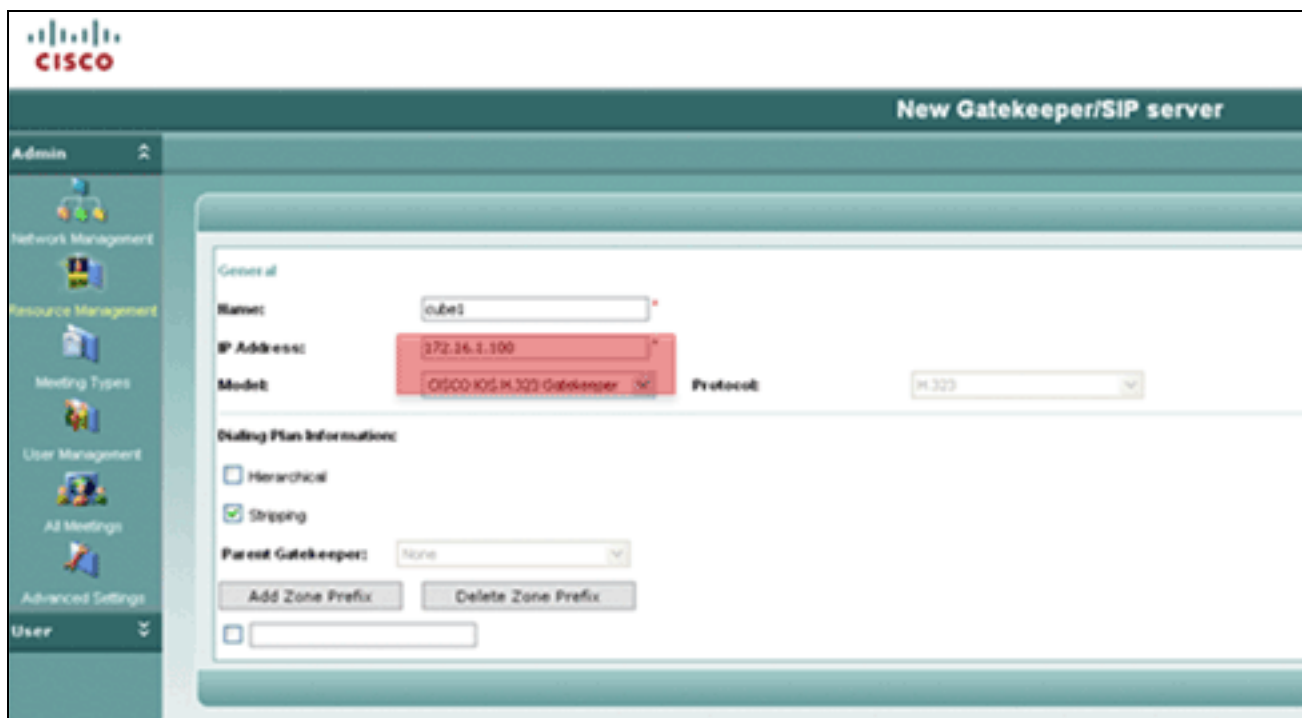 CISCO
New Gatekeeper/SIP server
Admin
Network Management
Resource Management
Meeting Types
User Management
All Meetings
Advanced Settings
User
General
Name: cube1 *
IP Address: 172.16.1.100 *
Model: CISCO IOS H.323 Gatekeeper Protocol: H.323
Dialing Plan Information:
Hierarchical
Stripping
Parent Gatekeeper: None
Add Zone Prefix Delete Zone Prefix